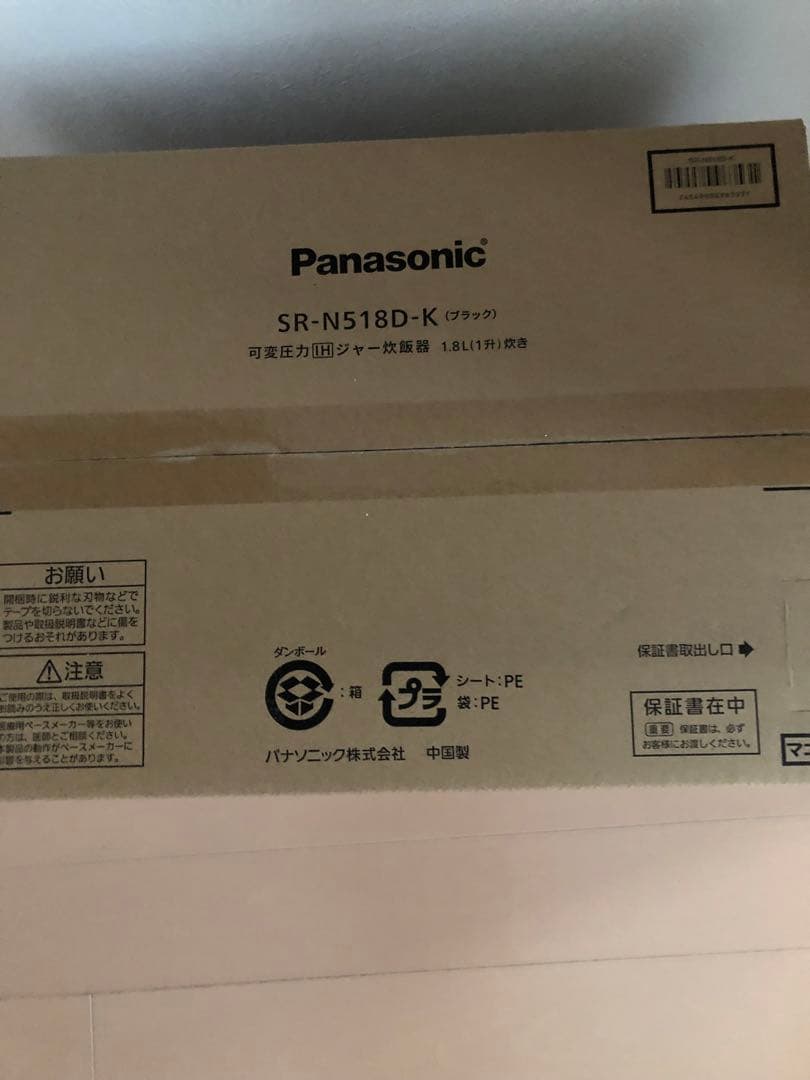 SR-N518D-K
Panasonic
SR-N518D-K (ブラック)
可変圧力IHジャー炊飯器 1.8L(1升)炊き
お願い
開梱時に鋭利な刃物などで
テープを切らないでください。
製品や取扱説明書などに傷を
つけるおそれがあります。
注意
ご使用の際は、取扱説明書をよく
お読みのうえ正しくお使いください。
医療用ペースメーカー等をお使い
の方は、医師とご相談ください。
本製品の動作がペースメーカーに
影響を与えることがあります。
ダンボール
:箱
プラ
シート:PE
袋:PE
パナソニック株式会社 中国製
保証書取出し口
保証書在中
重要 保証書は、必ず
お客様にお渡しください。
マニ